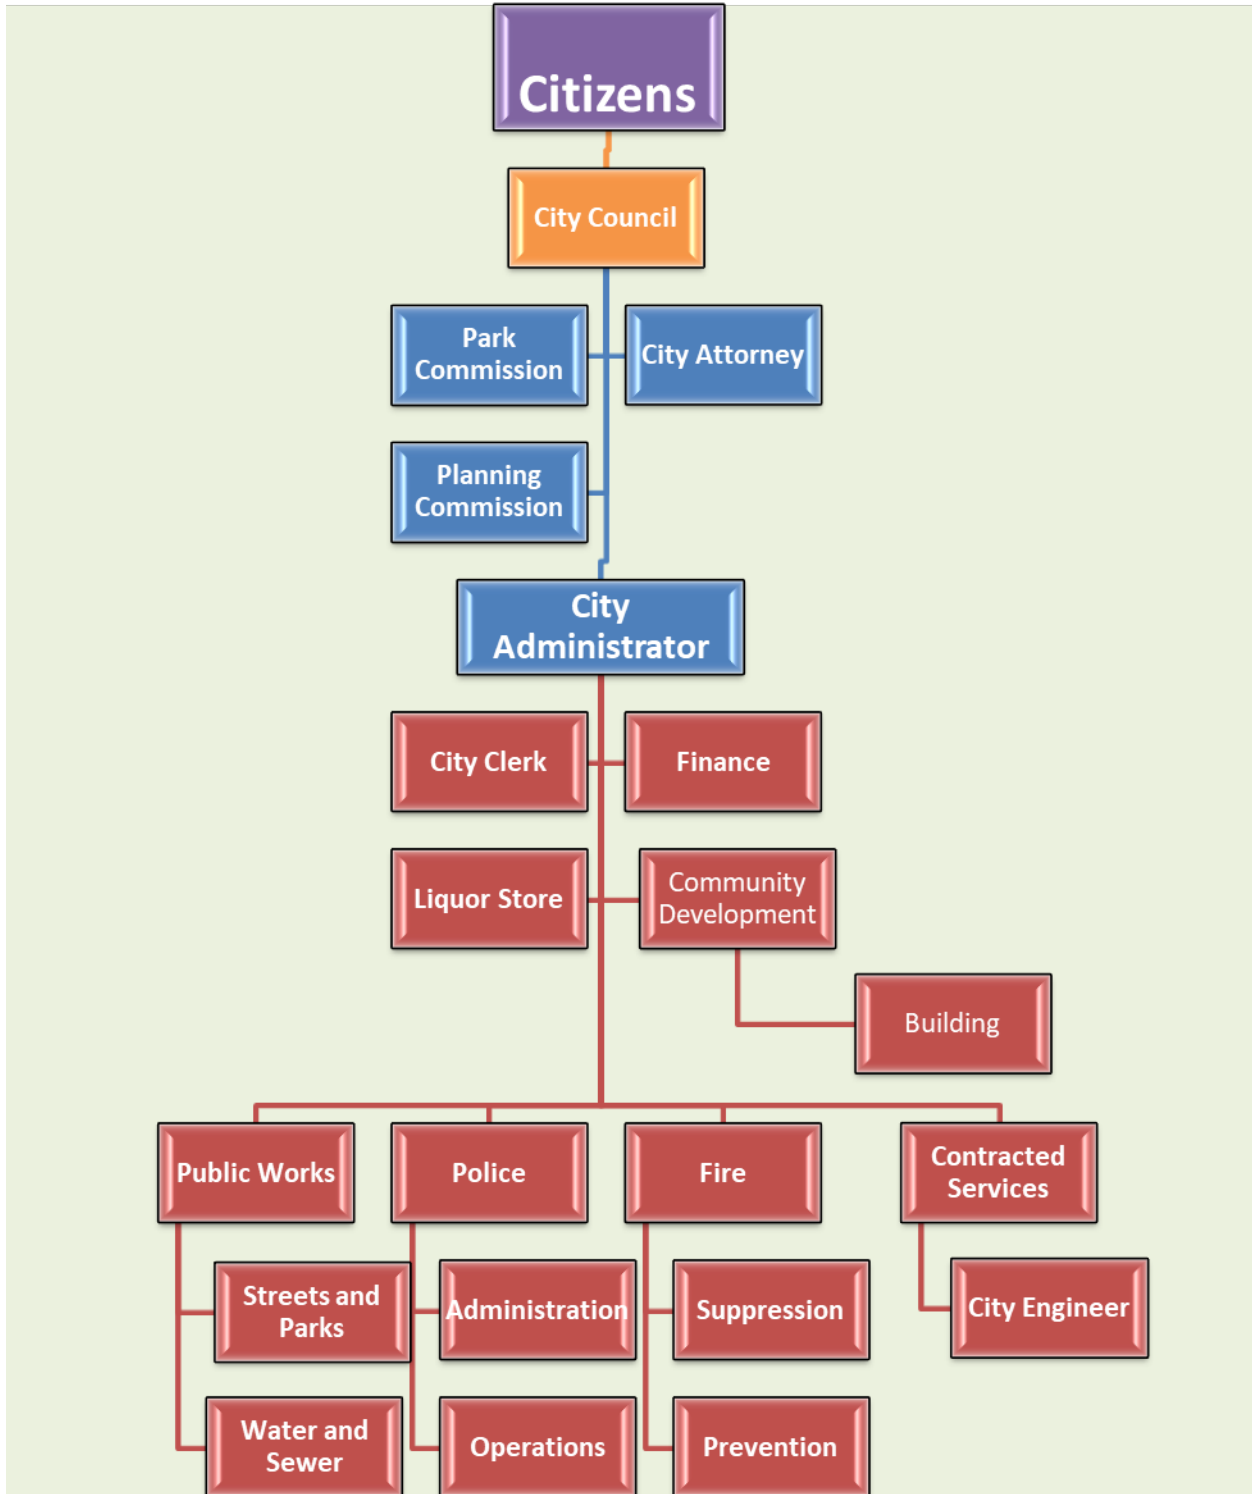 Citizens
City Council
Park
Commission
City Attorney
Planning
Commission
City
Administrator
City Clerk
Finance
Liquor Store
Community
Development
Building
Public Works
Police
Fire
Contracted
Services
Streets and
Parks
Administration
Suppression
City Engineer
Water and
Sewer
Operations
Prevention